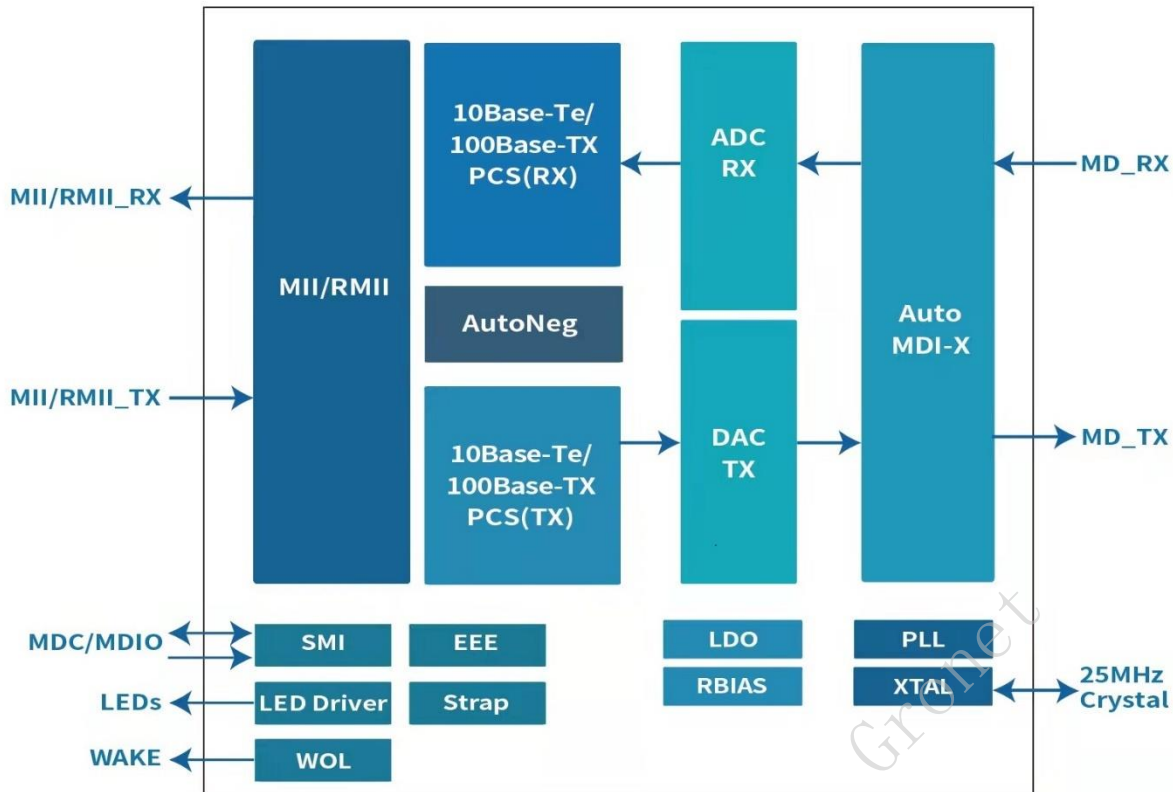 10Base-Te/
100Base-TX
PCS(RX)
ADC
RX
MD_RX
MII/RMII_RX
MII/RMII
AutoNeg
Auto
MDI-X
MII/RMII_TX
10Base-Te/
100Base-TX
PCS(TX)
DAC
TX
MD_TX
MDC/MDIO
SMI
EEE
LDO
PLL
LEDs
LED Driver
Strap
RBIAS
XTAL
25MHz
Crystal
WAKE
WOL
Gronet